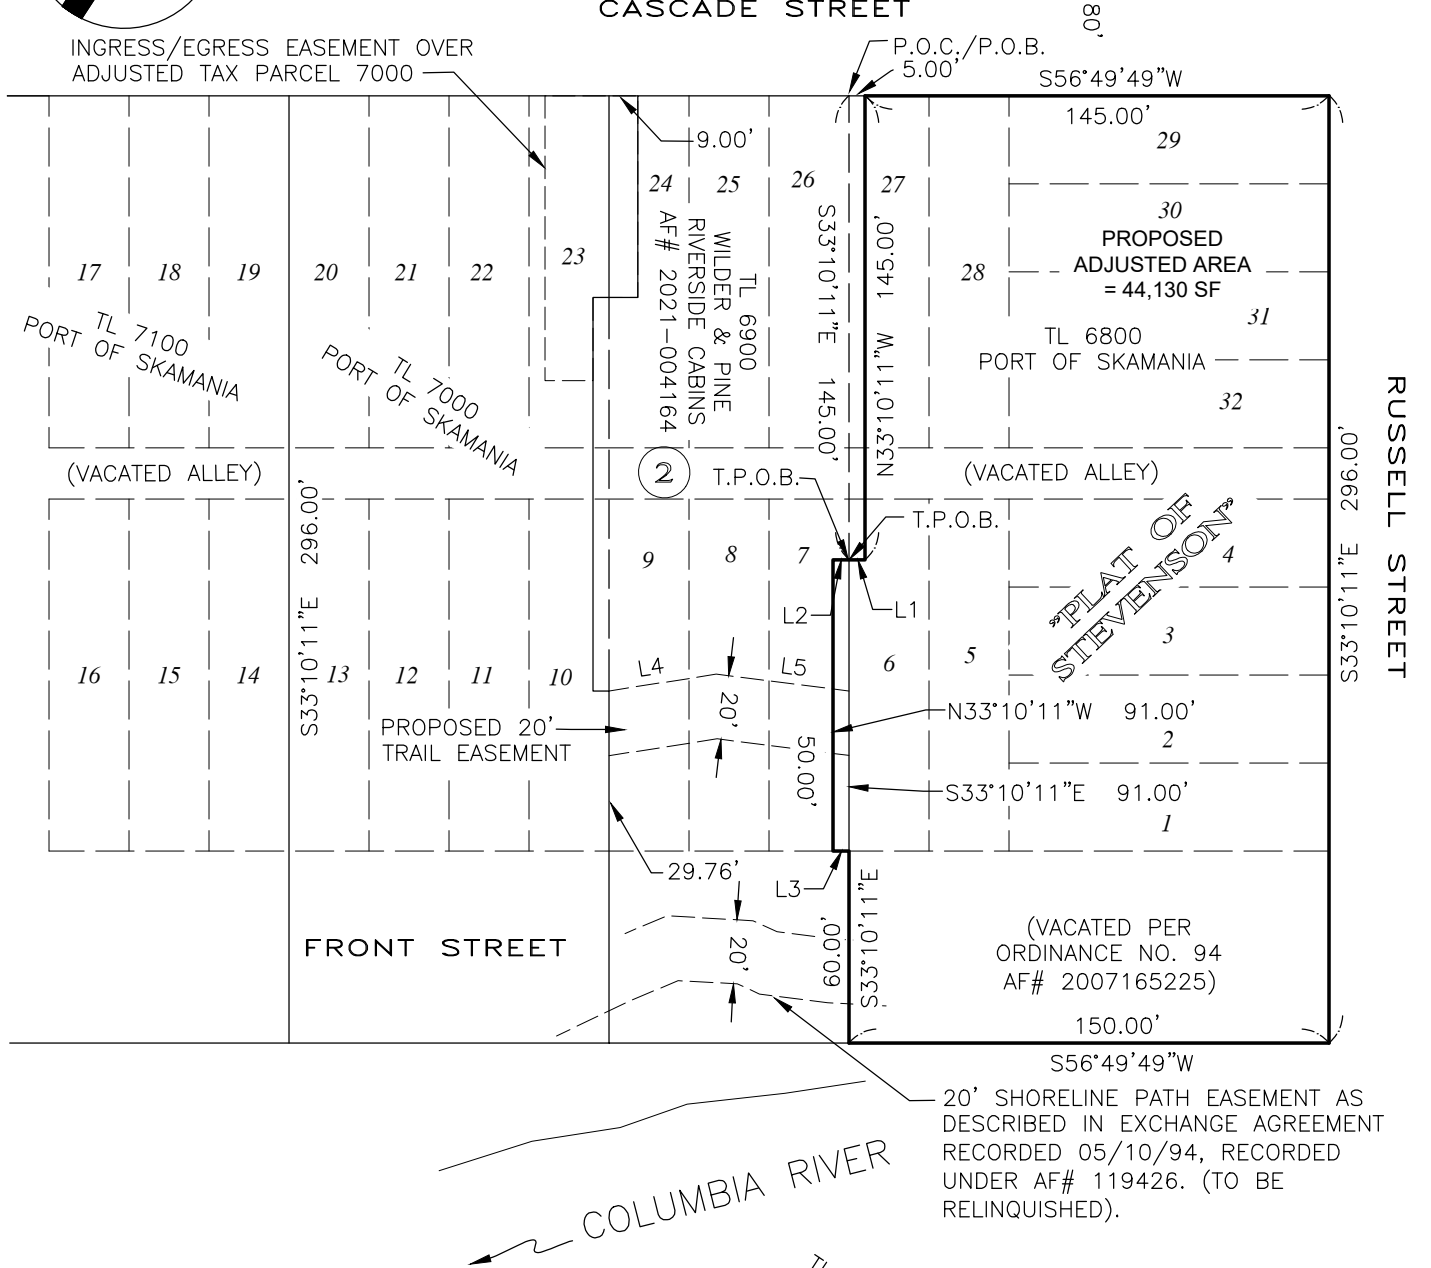 CASCADE STREET
80'
INGRESS/EGRESS EASEMENT OVER
ADJUSTED TAX PARCEL 7000
P.O.C./P.O.B.
5.00'
S56°49'49"W
145.00'
9.00'
29
24
25
26
27
30
PROPOSED
ADJUSTED AREA
= 44,130 SF
17
18
19
20
21
22
23
28
31
TL 7100
PORT OF SKAMANIA
TL 7000
PORT OF SKAMANIA
TL 6900
WILDER & PINE
RIVERSIDE CABINS
AF# 2021-004164
S33°10'11"E 145.00'
N33°10'11"W 145.00'
TL 6800
PORT OF SKAMANIA
32
RUSSELL STREET
S33°10'11"E 296.00'
(VACATED ALLEY)
2
T.P.O.B.
(VACATED ALLEY)
S33°10'11"E 296.00'
T.P.O.B.
"PLAT OF
STEVENSON"
9
8
7
4
L2
L1
3
16
15
14
13
12
11
10
L4
L5
6
5
20'
PROPOSED 20'
TRAIL EASEMENT
50.00'
N33°10'11"W 91.00'
2
S33°10'11"E 91.00'
1
29.76'
L3
FRONT STREET
20'
60.00'
S33°10'11"E
(VACATED PER
ORDINANCE NO. 94
AF# 2007165225)
150.00'
S56°49'49"W
20' SHORELINE PATH EASEMENT AS
DESCRIBED IN EXCHANGE AGREEMENT
RECORDED 05/10/94, RECORDED
UNDER AF# 119426. (TO BE
RELINQUISHED).
COLUMBIA RIVER